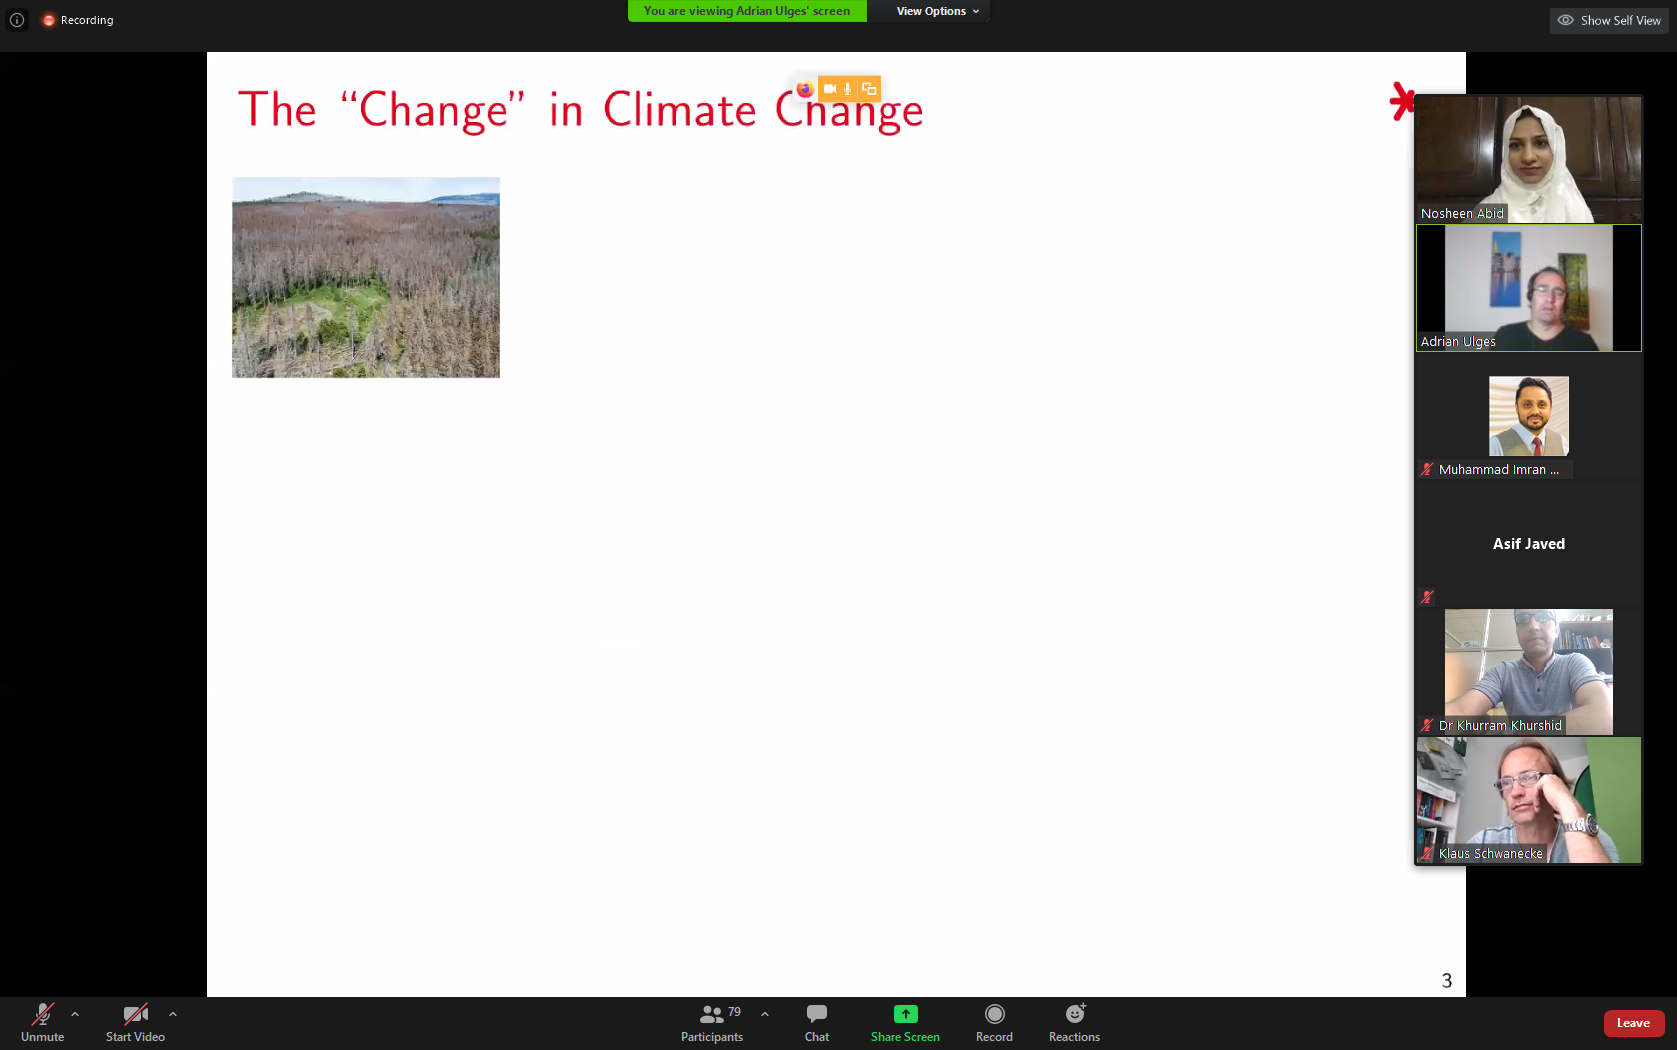 Recording
You are viewing Adrian Ulges' screen
View Options
Show Self View
The “Change” in Climate Change
Nosheen Abid
Adrian Ulges
Muhammad Imran ...
Asif Javed
Dr Khurram Khurshid
Klaus Schwanecke
3
Unmute
Start Video
79
Participants
Chat
Share Screen
Record
Reactions
Leave